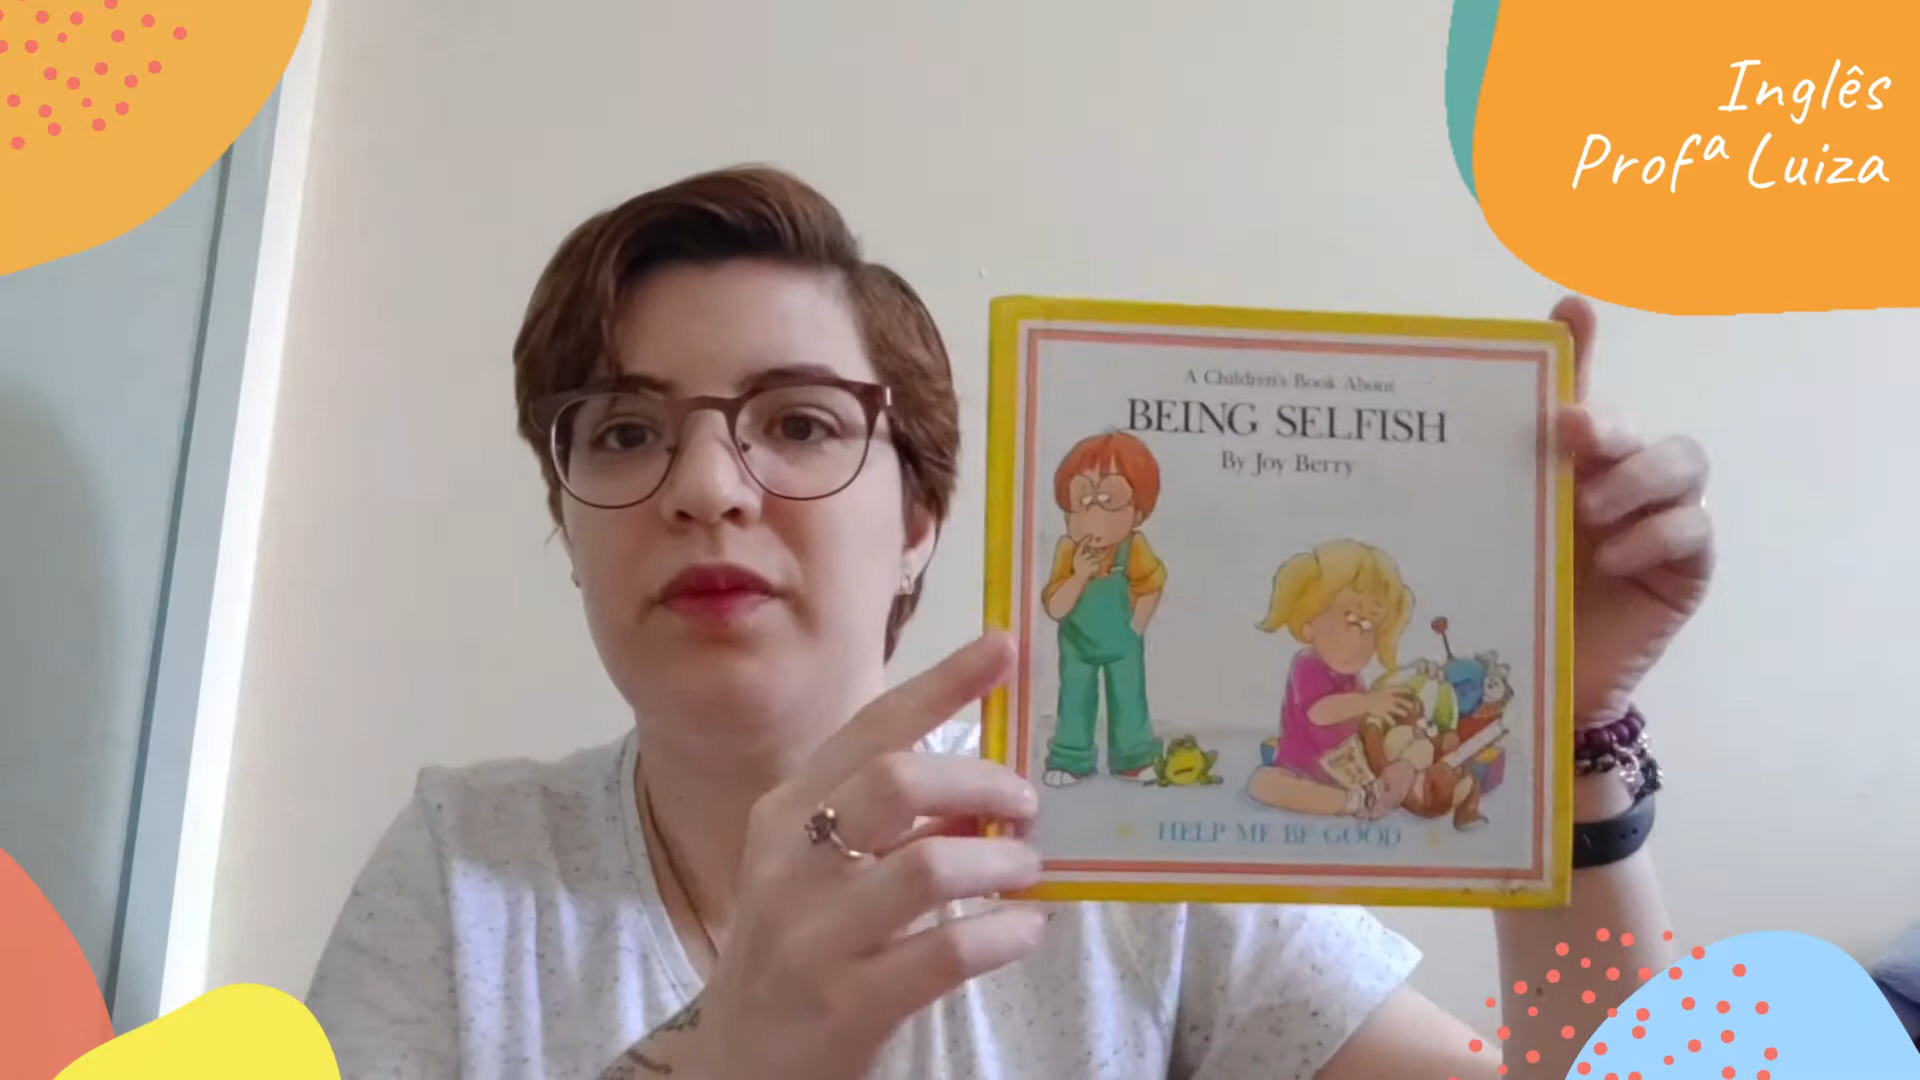 Inglês
Profª Luiza
A Children's Book About
BEING SELFISH
By Joy Berry
HELP ME BE GOOD